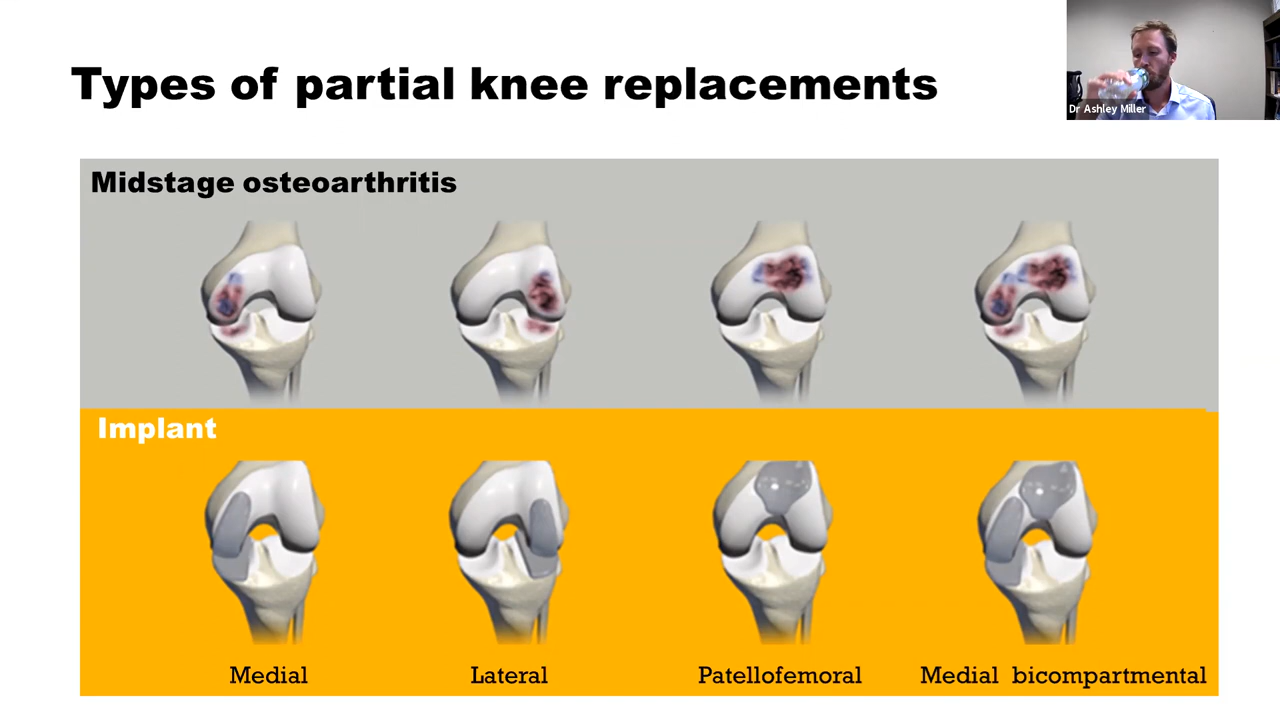 Types of partial knee replacements
Dr Ashley Miller
Midstage osteoarthritis
Implant
Medial
Lateral
Patellofemoral
Medial bicompartmental